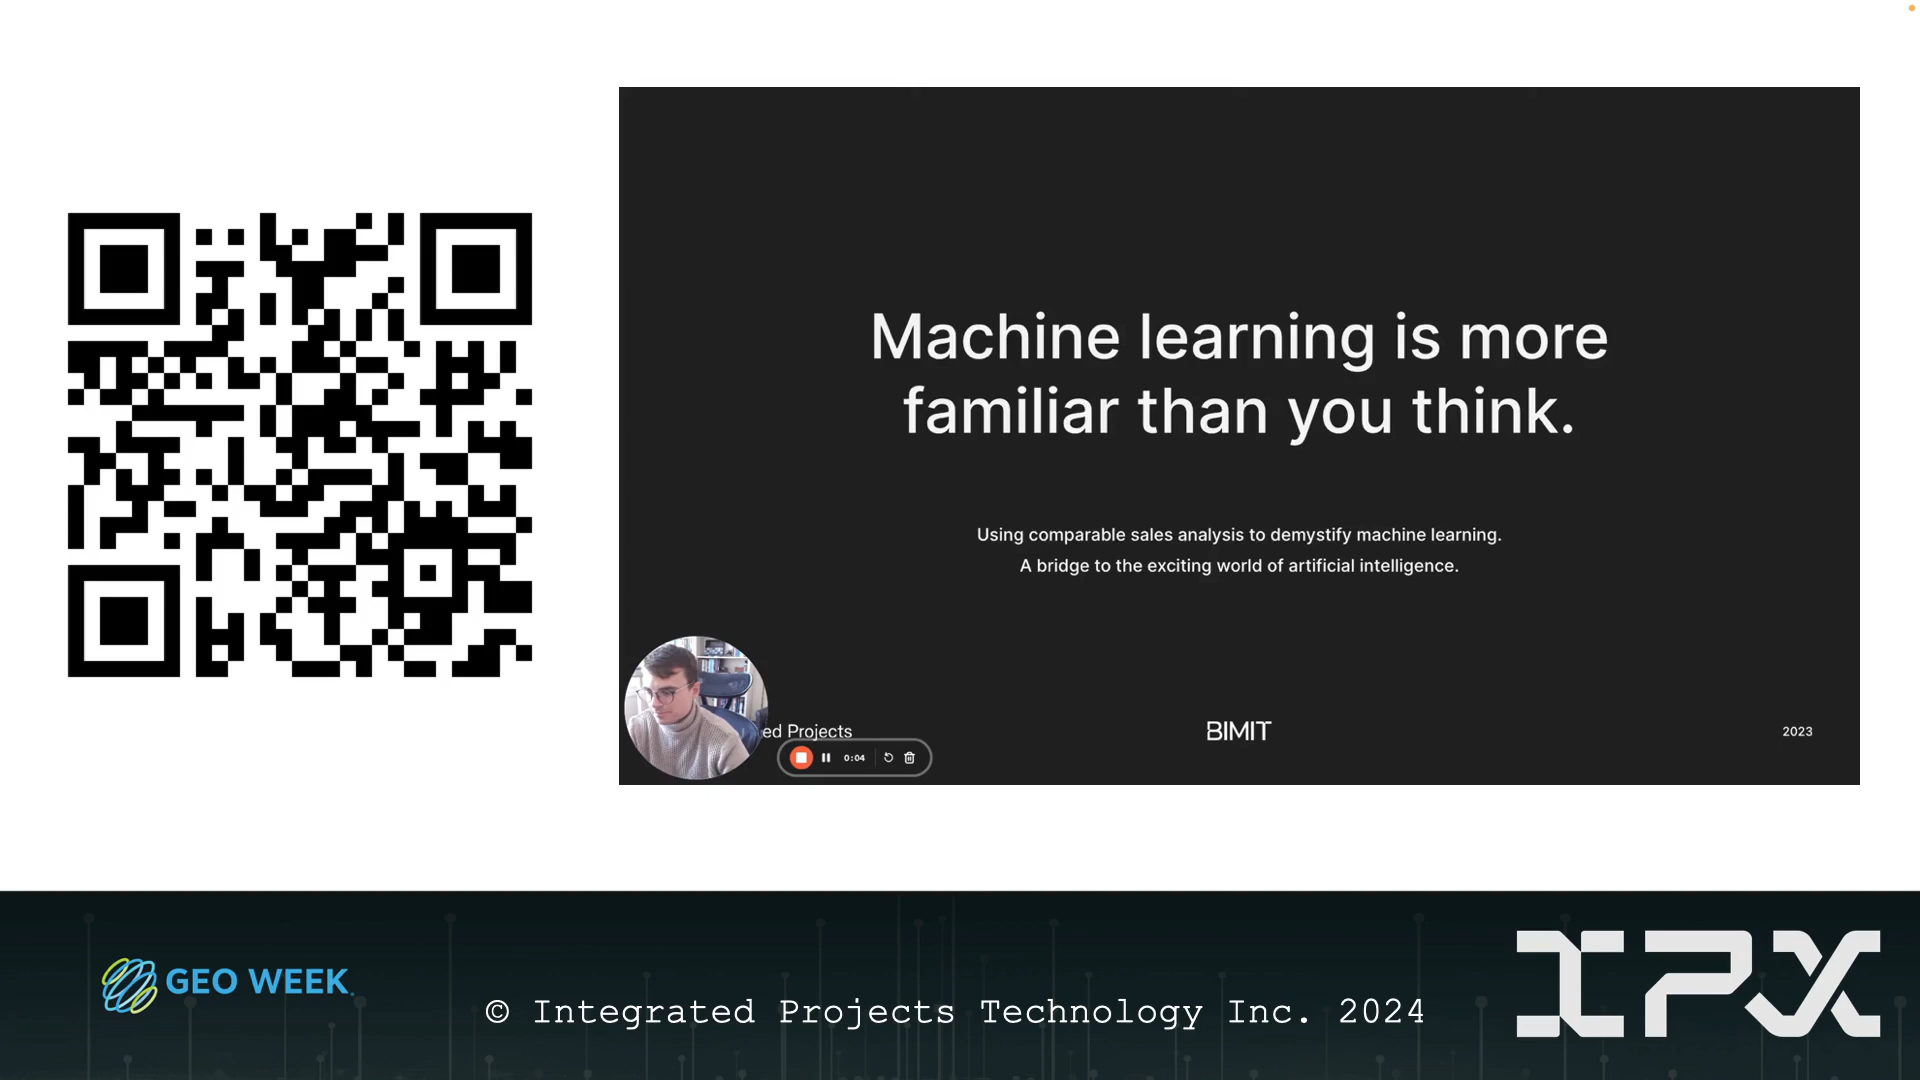 Machine learning is more
familiar than you think.
Using comparable sales analysis to demystify machine learning.
A bridge to the exciting world of artificial intelligence.
ed Projects
BIMIT
2023
0:04
GEO WEEK
© Integrated Projects Technology Inc. 2024
IPX